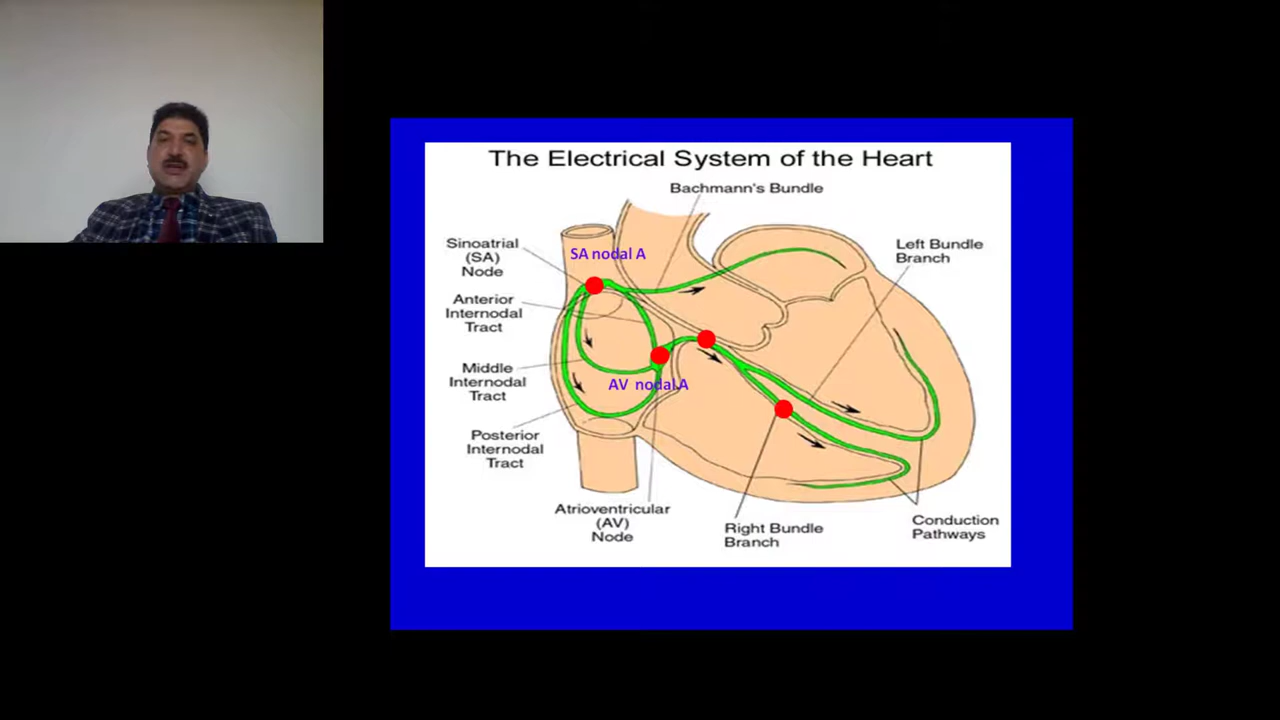 The Electrical System of the Heart
Bachmann's Bundle
Sinoatrial
(SA)
Node
SA nodal A
Left Bundle
Branch
Anterior
Internodal
Tract
Middle
Internodal
Tract
AV nodal A
Posterior
Internodal
Tract
Atrioventricular
(AV)
Node
Right Bundle
Branch
Conduction
Pathways